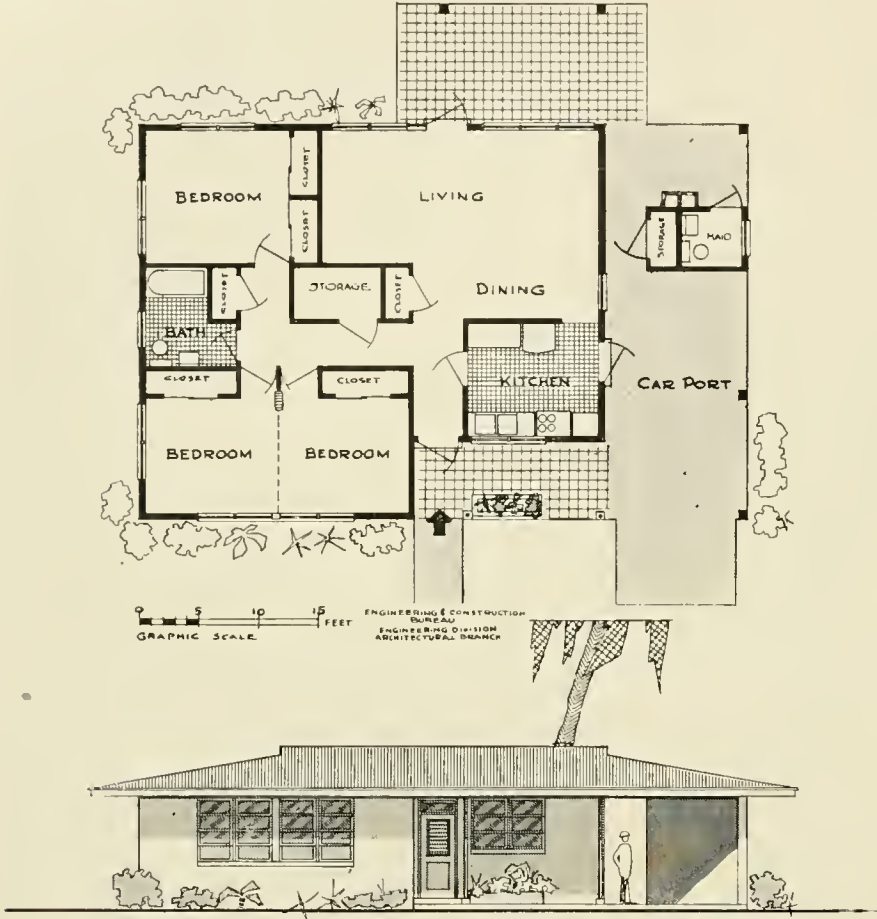 BEDROOM
CLOSET
CLOSET
LIVING
STORAGE
MAID
CLOSET
STORAGE
CLOSET
DINING
BATH
CLOSET
CLOSET
KITCHEN
CAR PORT
BEDROOM
BEDROOM
0 5 10 15 FEET
GRAPHIC SCALE
ENGINEERING & CONSTRUCTION
BUREAU
ENGINEERING DIVISION
ARCHITECTURAL BRANCH